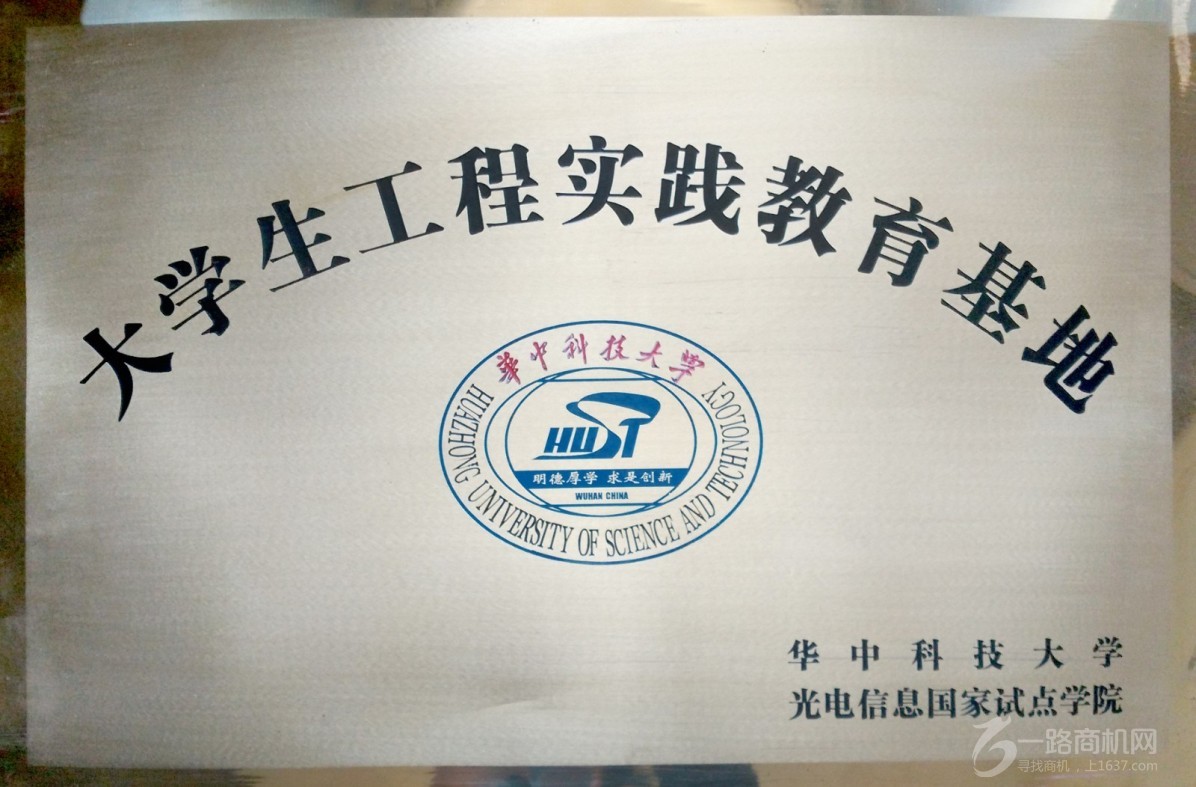 大学生工程实践教育基地
華中科技大學
HUAZHONG UNIVERSITY OF SCIENCE AND TECHNOLOGY
HUST
明德厚学 求是创新
WUHAN CHINA
华中科技大学
光电信息国家试点学院
一路商机网
寻找商机，上1637.com